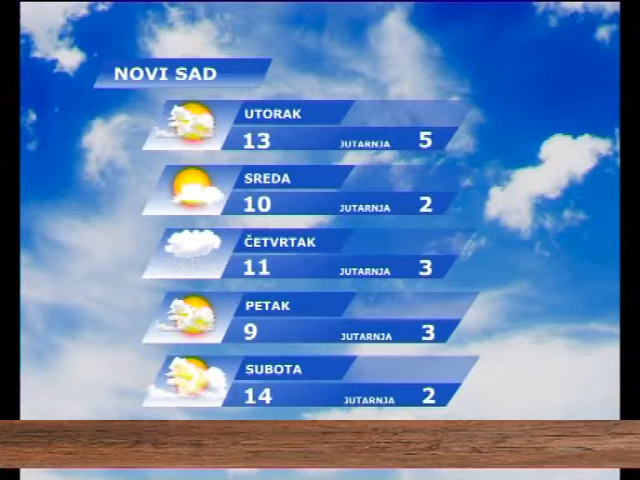 NOVI SAD
UTORAK
13 JUTARNJA 5
SREDA
10 JUTARNJA 2
ČETVRTAK
11 JUTARNJA 3
PETAK
9 JUTARNJA 3
SUBOTA
14 JUTARNJA 2